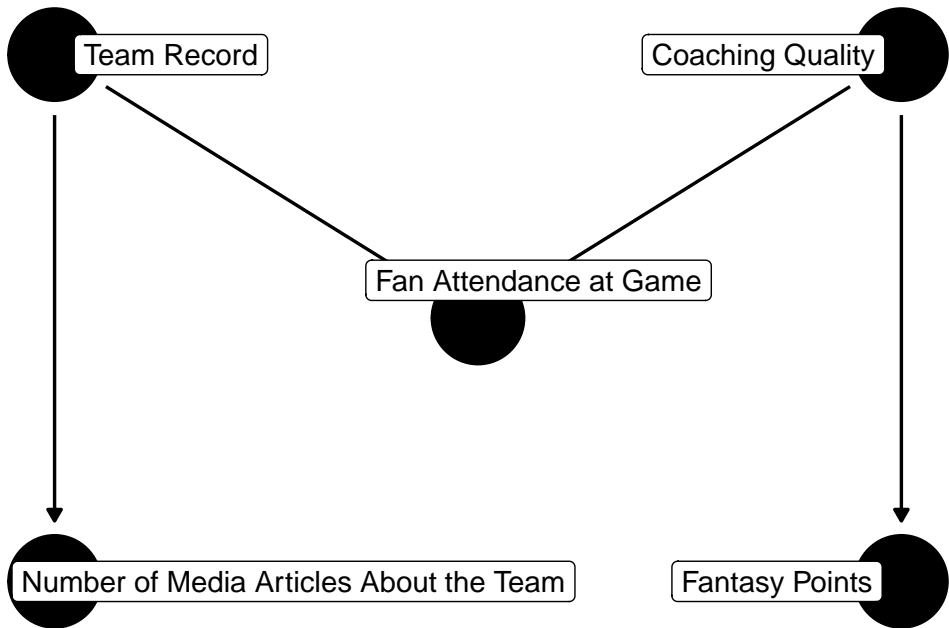 Team Record
Coaching Quality
Fan Attendance at Game
Number of Media Articles About the Team
Fantasy Points